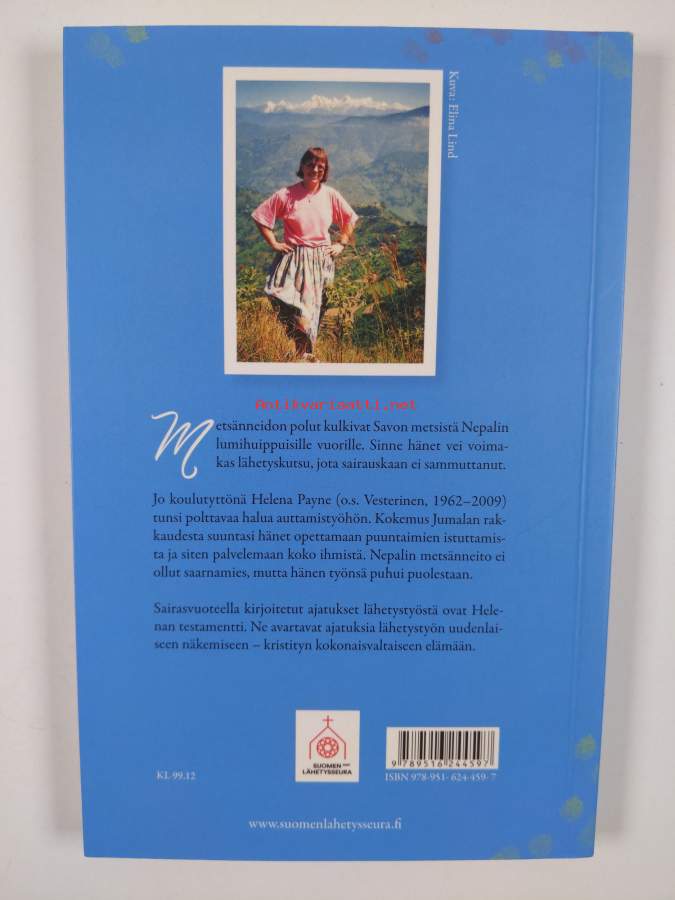 Kuva: Elina Lind
Antikvariaatti.net
Metsänneidon polut kulkivat Savon metsistä Nepalin
lumihuippuisille vuorille. Sinne hänet vei voima-
kas lähetyskutsu, jota sairauskaan ei sammuttanut.
Jo koulutyttönä Helena Payne (o.s. Vesterinen, 1962–2009)
tunsi polttavaa halua auttamistyöhön. Kokemus Jumalan rak-
kaudesta suuntasi hänet opettamaan puuntaimien istuttamis-
ta ja siten palvelemaan koko ihmistä. Nepalin metsänneito ei
ollut saarnamies, mutta hänen työnsä puhui puolestaan.
Sairasvuoteella kirjoitetut ajatukset lähetystyöstä ovat Hele-
nan testamentti. Ne avartavat ajatuksia lähetystyön uudenlai-
seen näkemiseen – kristityn kokonaisvaltaiseen elämään.
SUOMEN
LÄHETYSSEURA
9 789516 244597
KL 99.12
ISBN 978-951- 624-459- 7
www.suomenlahetysseura.fi